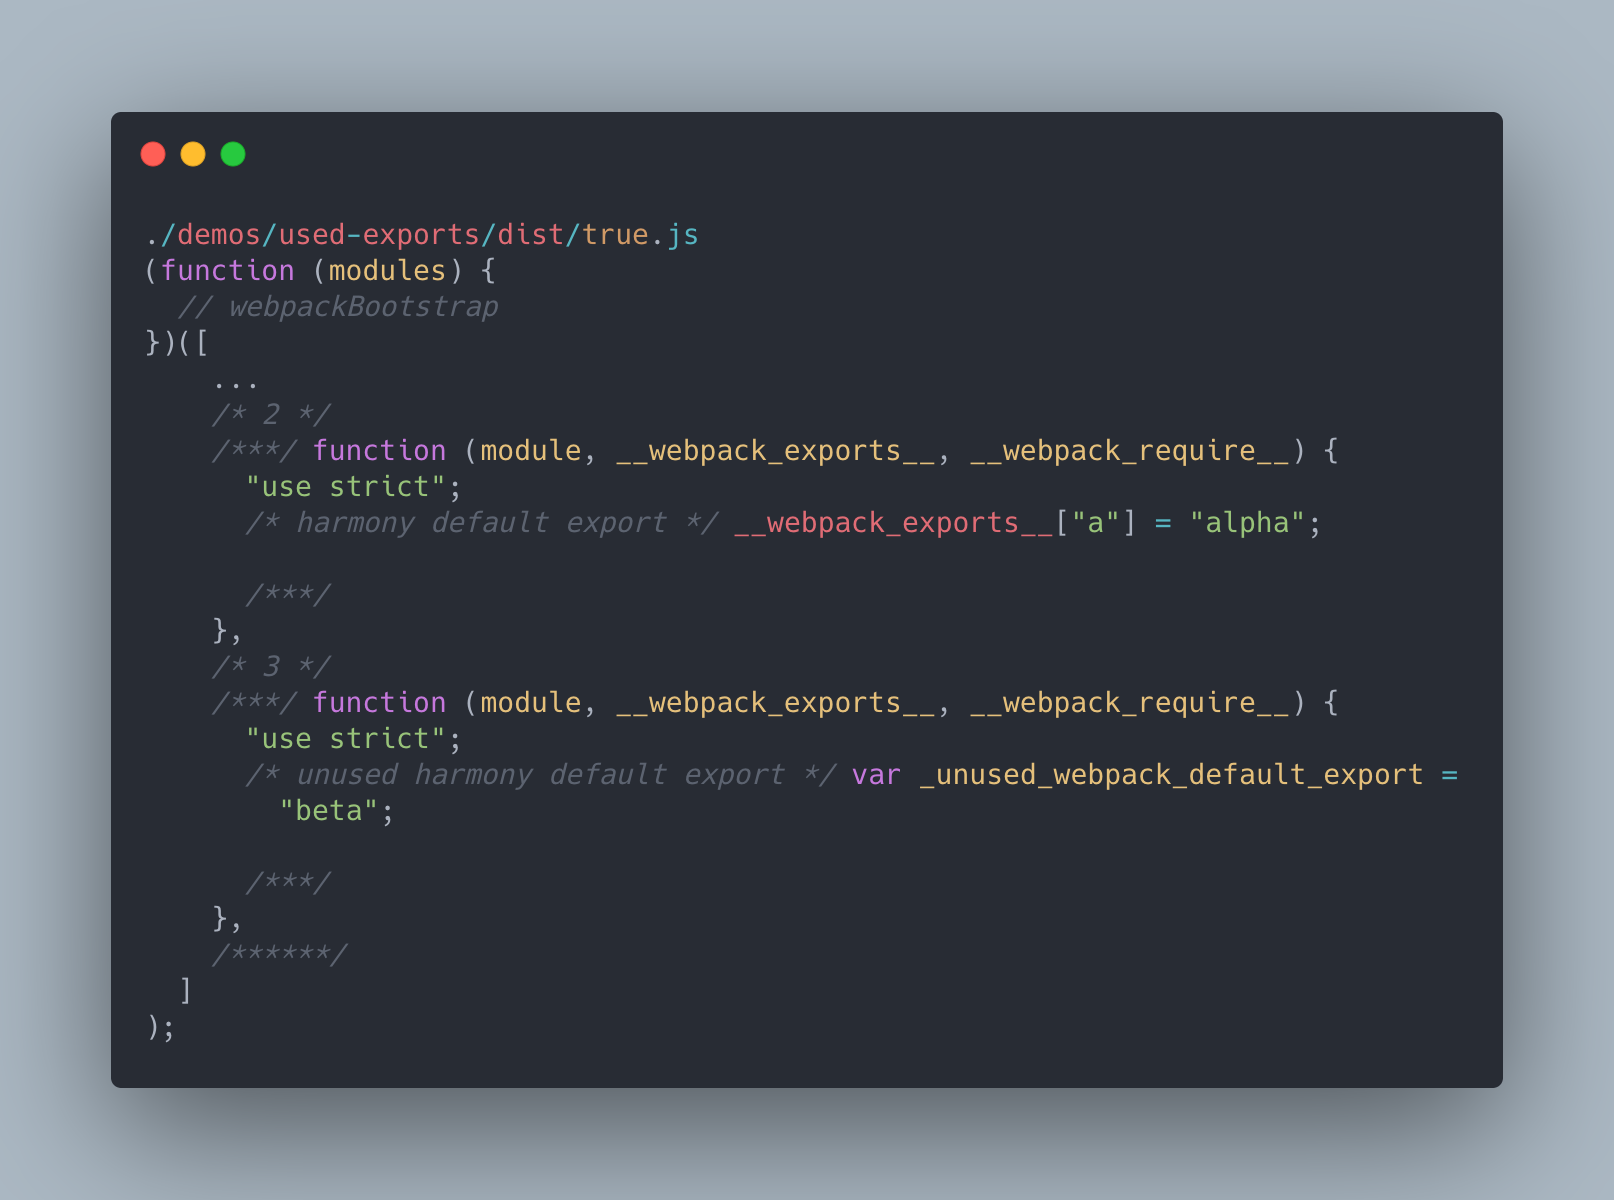 ./demos/used-exports/dist/true.js
(function (modules) {
  // webpackBootstrap
})([
    ...
    /* 2 */
    /***/ function (module, __webpack_exports__, __webpack_require__) {
      "use strict";
      /* harmony default export */ __webpack_exports__["a"] = "alpha";

      /***/
    },
    /* 3 */
    /***/ function (module, __webpack_exports__, __webpack_require__) {
      "use strict";
      /* unused harmony default export */ var _unused_webpack_default_export =
        "beta";

      /***/
    },
    /******/
  ]
);